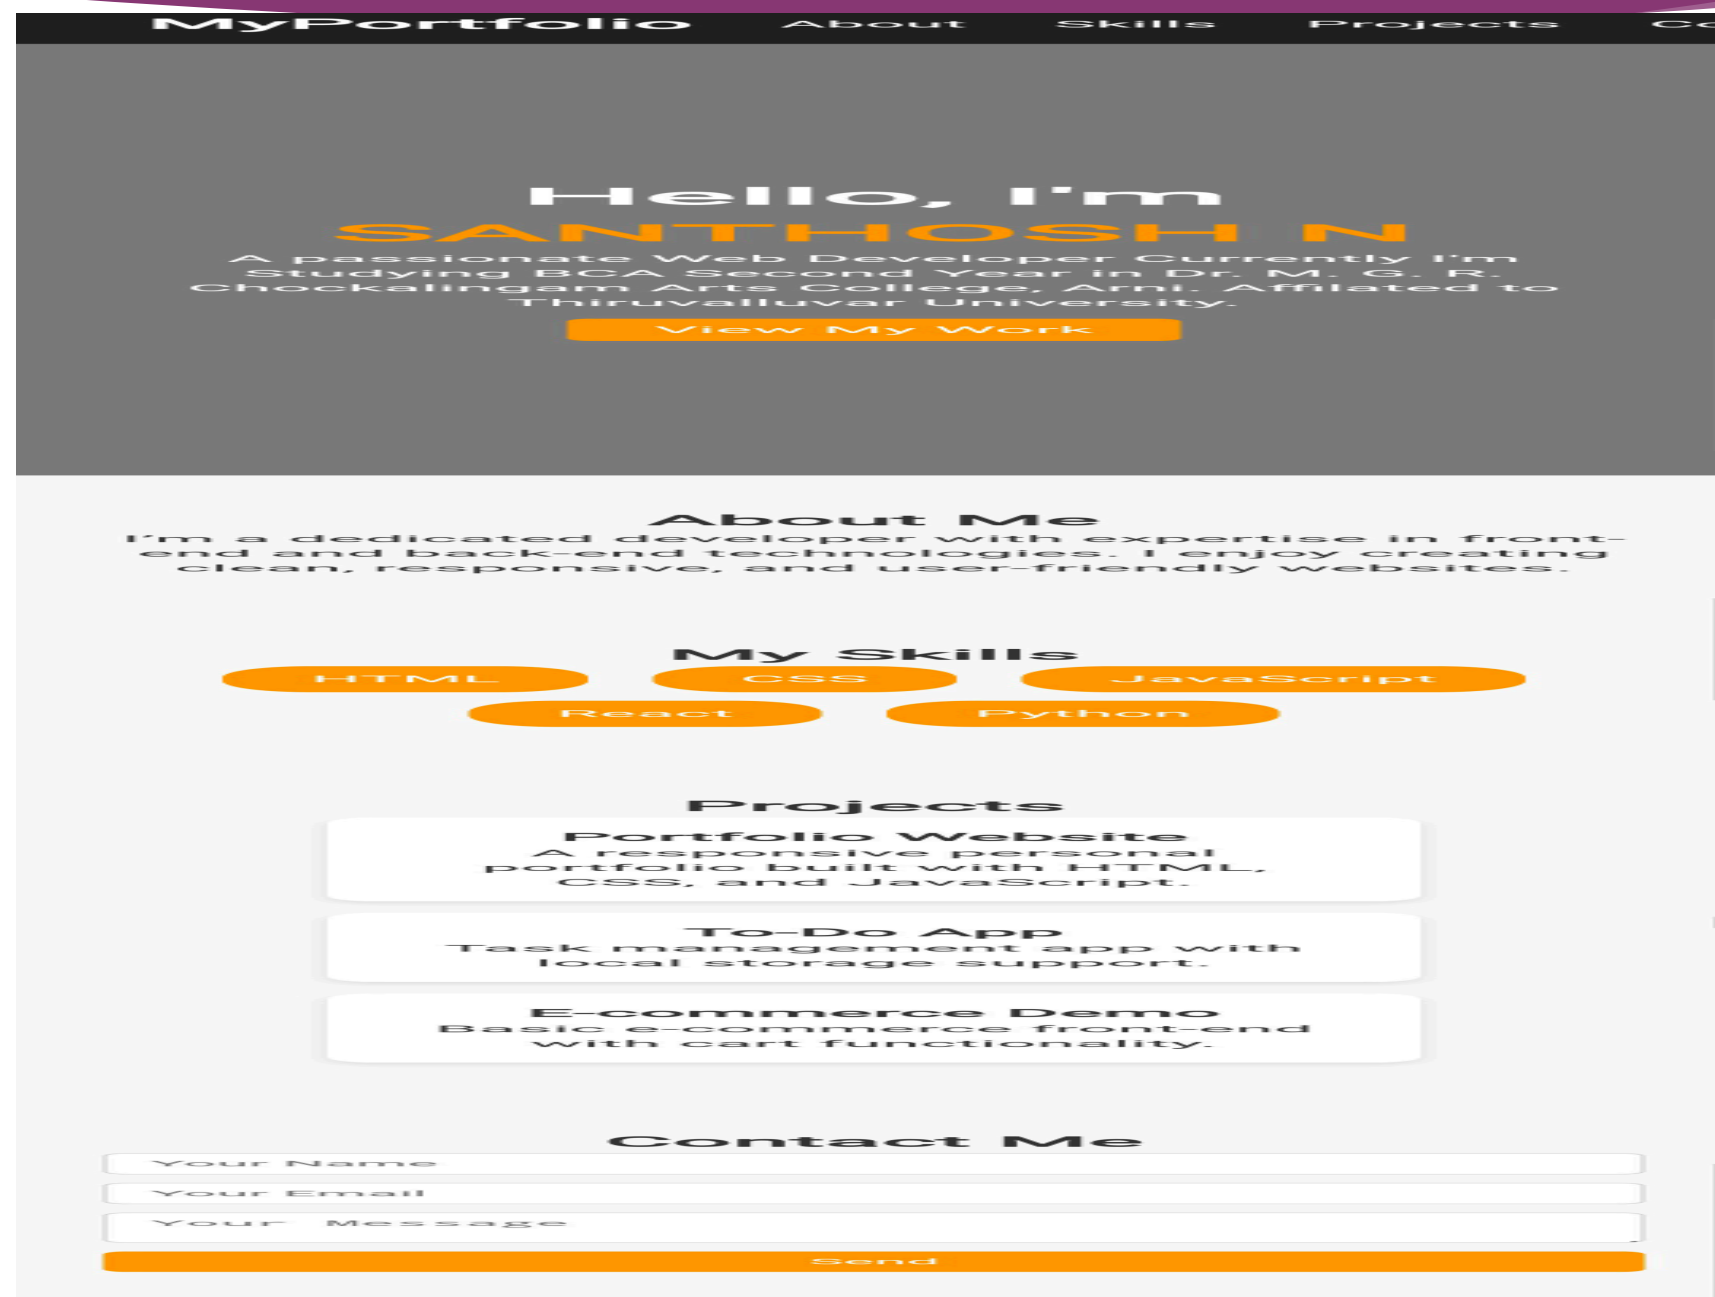 MyPortfolio About Skills Projects Co
Hello, I'm
SANTHOSH N
A passionate Web Developer Currently I'm
Studying BCA Second Year in Dr. M. G. R.
Chockalingam Arts College, Arni. Affilated to
Thiruvalluvar University.
View My Work
About Me
I'm a dedicated developer with expertise in front-
end and back-end technologies. I enjoy creating
clean, responsive, and user-friendly websites.
My Skills
HTML CSS JavaScript
React Python
Projects
Portfolio Website
A responsive personal
portfolio built with HTML,
CSS, and JavaScript.
To-Do App
Task management app with
local storage support.
E-commerce Demo
Basic e-commerce front-end
with cart functionality.
Contact Me
Your Name
Your Email
Your Message
Send